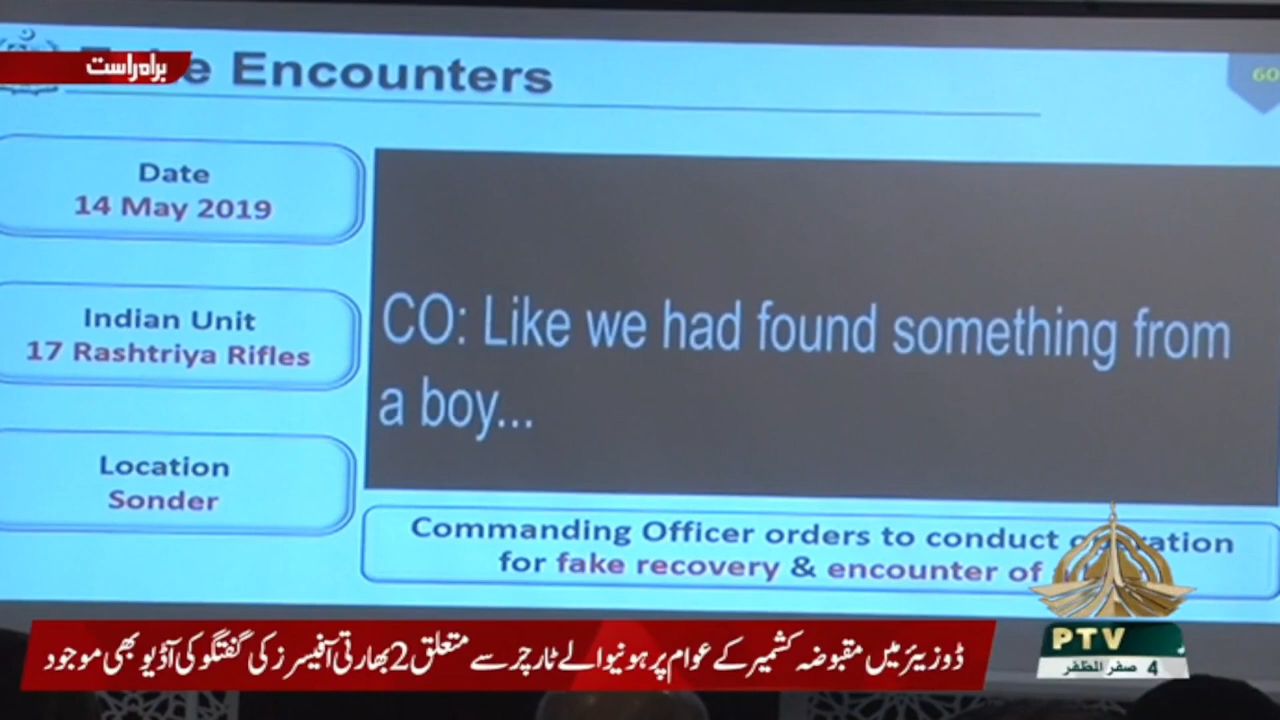 براہ راست
Encounters
60
Date
14 May 2019
Indian Unit
17 Rashtriya Rifles
Location
Sonder
CO: Like we had found something from
a boy...
Commanding Officer orders to conduct
for fake recovery & encounter of
ڈوزیئر میں مقبوضہ کشمیر کے عوام پر ہونیوالے ٹارچر سے متعلق 2 بھارتی آفیسرز کی گفتگو کی آڈیو بھی موجود
PTV
4 صفر المظفر